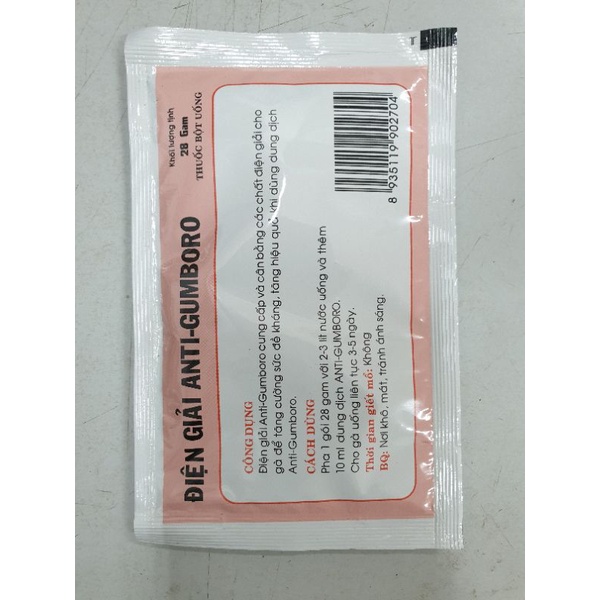 Khối lượng tịnh
28 Gam
THUỐC BỘT UỐNG
ĐIỆN GIẢI ANTI-GUMBORO
CÔNG DỤNG
Điện giải Anti-Gumboro cung cấp và cân bằng các chất điện giải cho
gà để tăng cường sức đề kháng, tăng hiệu quả khi dùng dung dịch
Anti-Gumboro.
CÁCH DÙNG
Pha 1 gói 28 gam với 2-3 lít nước uống và thêm
10 ml dung dịch ANTI-GUMBORO.
Cho gà uống liên tục 3-5 ngày.
Thời gian giết mổ: Không
BQ: Nơi khô, mát, tránh ánh sáng.
8 935119 902704
T